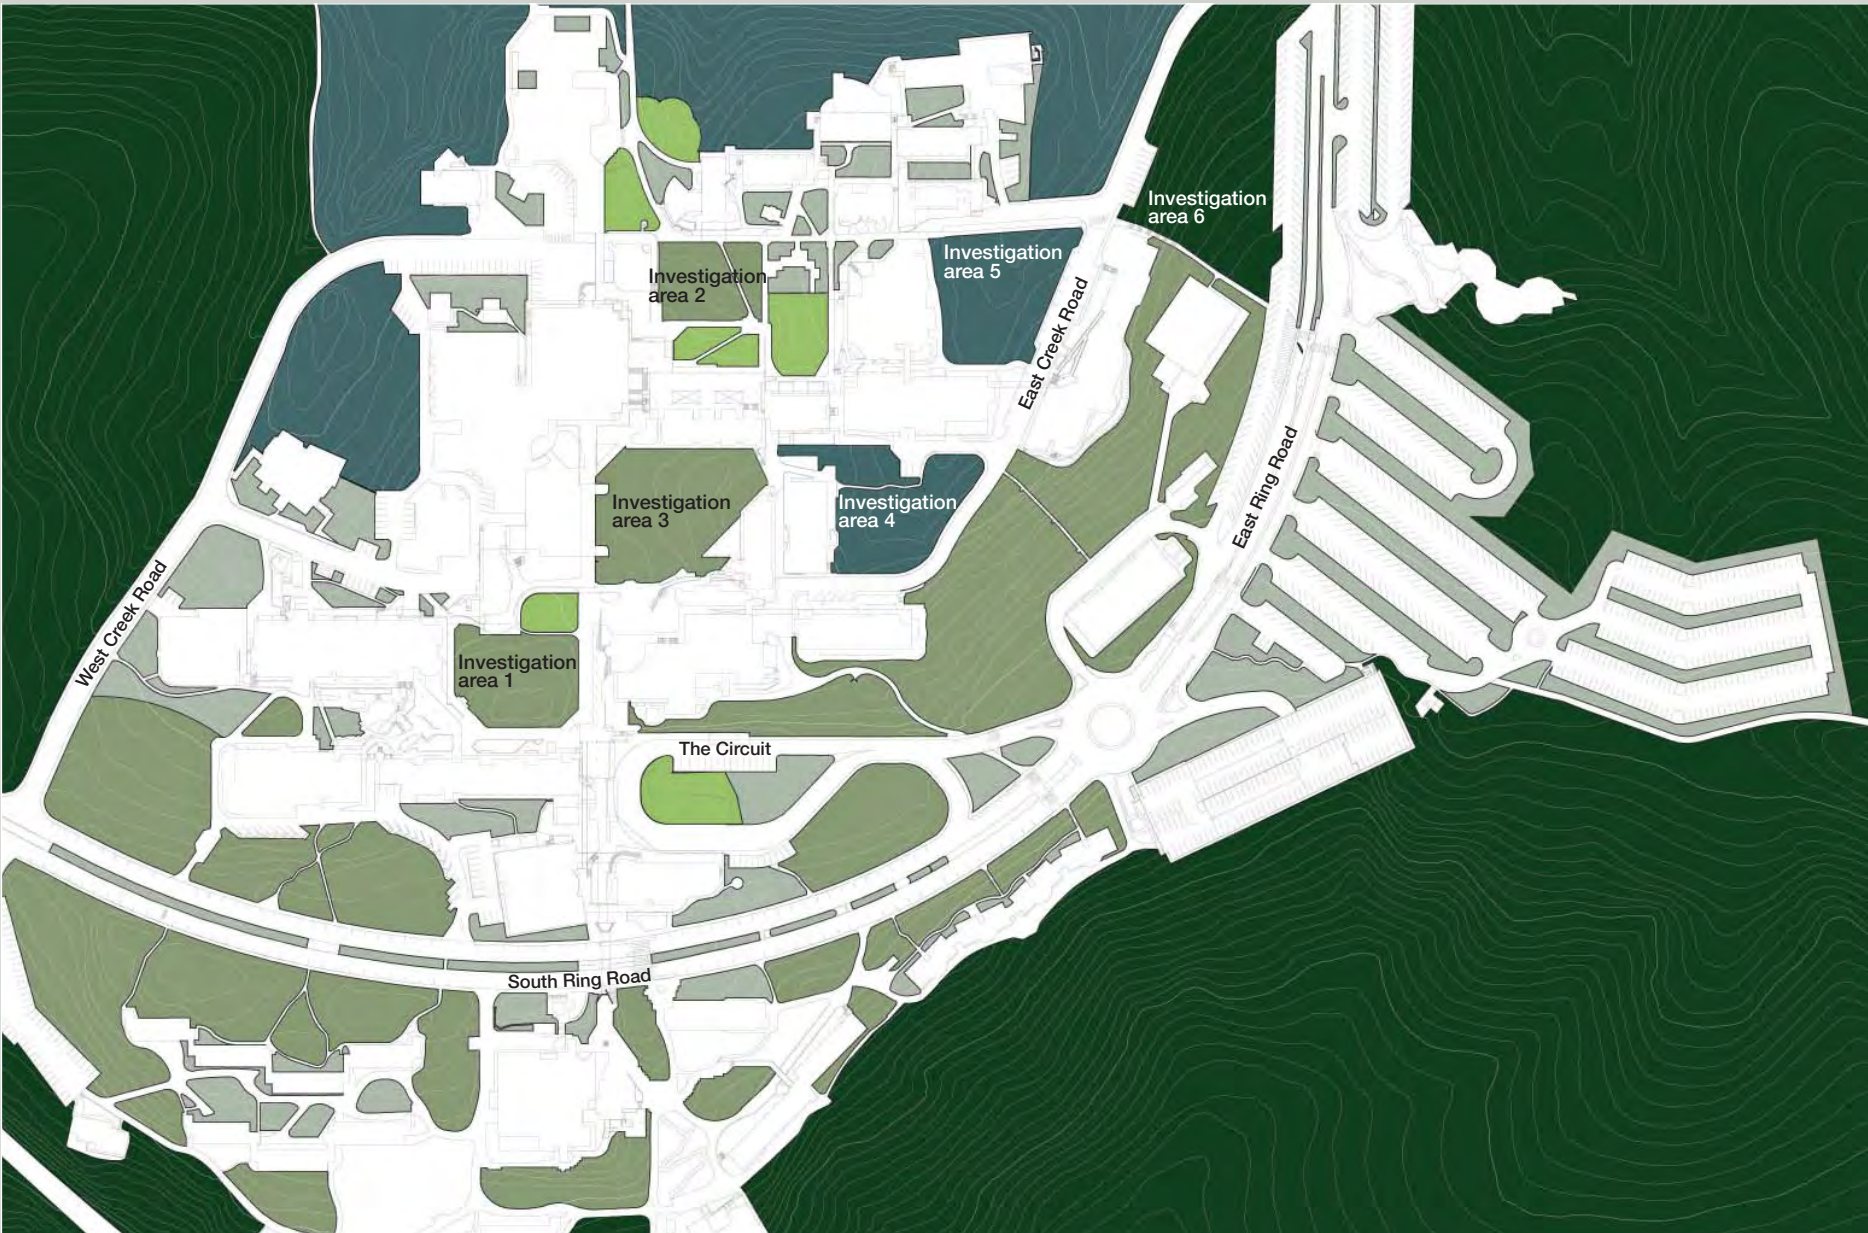 Investigation
area 6
Investigation
area 5
Investigation
area 2
East Creek Road
East Ring Road
Investigation
area 3
Investigation
area 4
West Creek Road
Investigation
area 1
The Circuit
South Ring Road